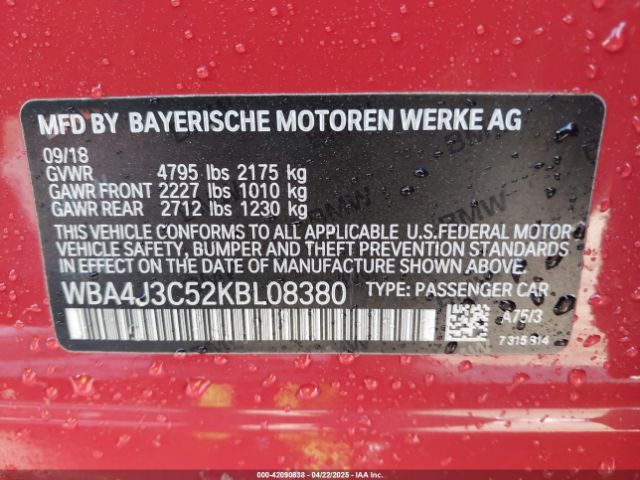 MFD BY BAYERISCHE MOTOREN WERKE AG
09/18
GVWR 4795 lbs 2175 kg
GAWR FRONT 2227 lbs 1010 kg
GAWR REAR 2712 lbs 1230 kg
THIS VEHICLE CONFORMS TO ALL APPLICABLE U.S.FEDERAL MOTOR
VEHICLE SAFETY, BUMPER AND THEFT PREVENTION STANDARDS
IN EFFECT ON THE DATE OF MANUFACTURE SHOWN ABOVE.
WBA4J3C52KBL08380 TYPE: PASSENGER CAR
A75/3
7 315 814
000-42090838 - 04/22/2025 - IAAI.COM